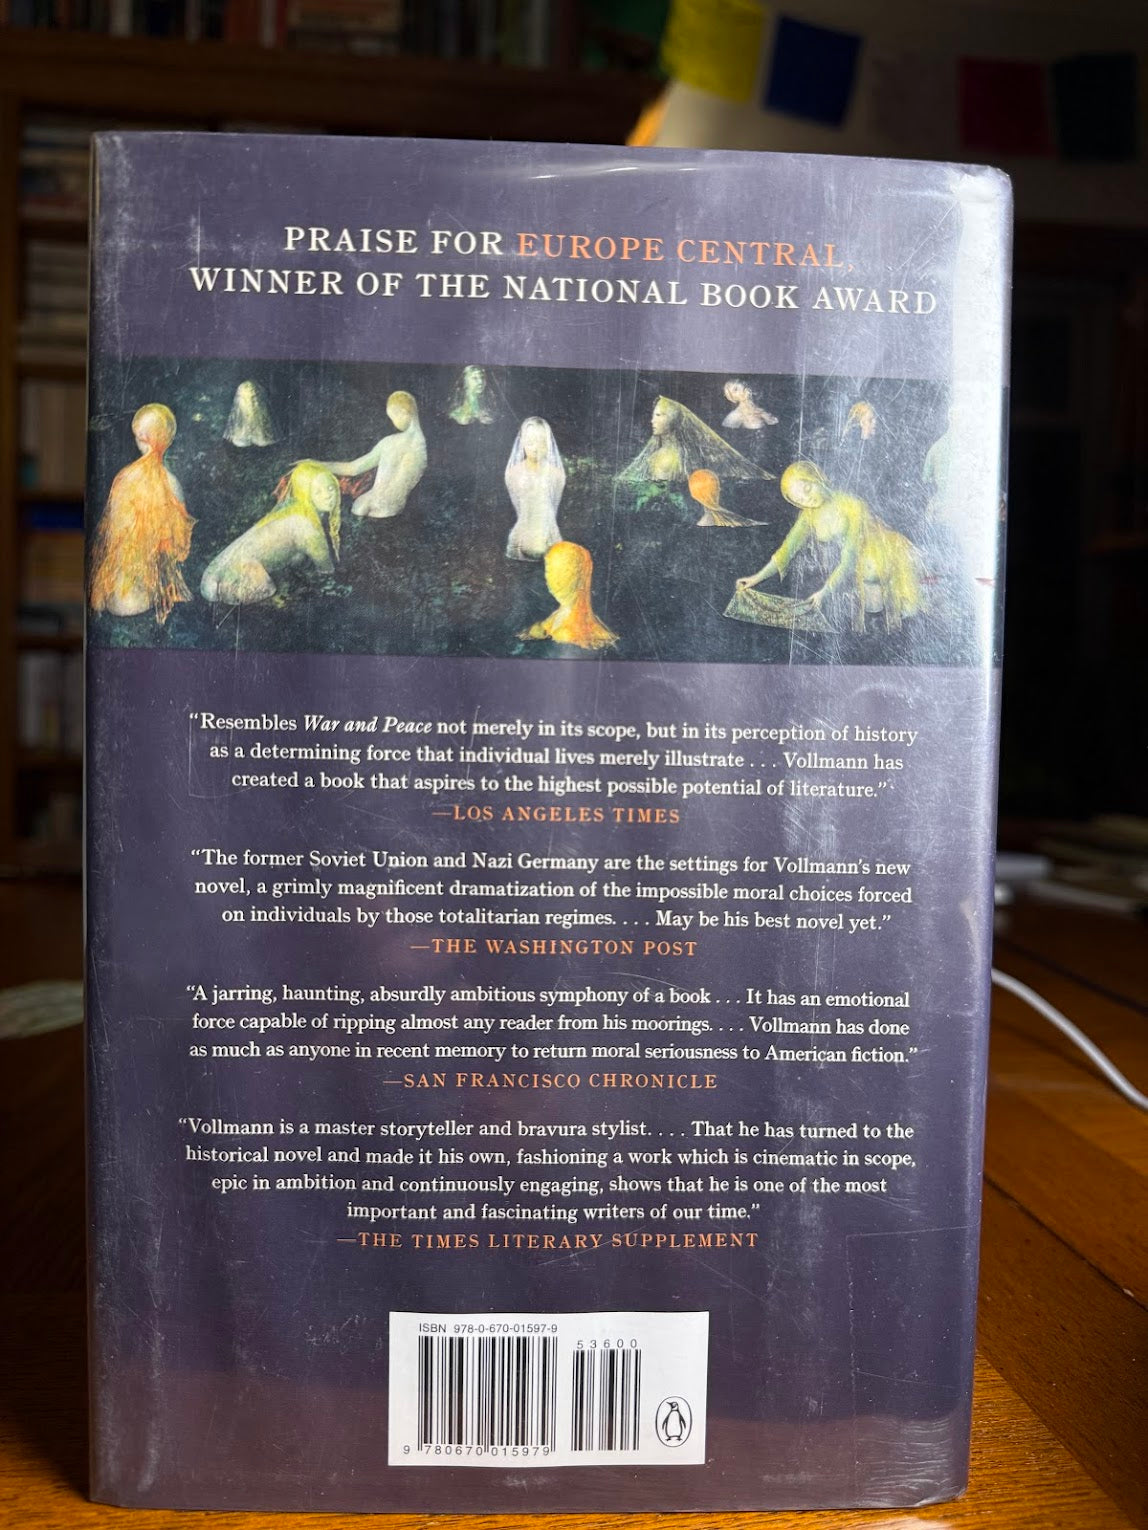 PRAISE FOR EUROPE CENTRAL,
WINNER OF THE NATIONAL BOOK AWARD
“Resembles War and Peace not merely in its scope, but in its perception of history
as a determining force that individual lives merely illustrate . . . Vollmann has
created a book that aspires to the highest possible potential of literature.”
—LOS ANGELES TIMES
“The former Soviet Union and Nazi Germany are the settings for Vollmann’s new
novel, a grimly magnificent dramatization of the impossible moral choices forced
on individuals by those totalitarian regimes. . . . May be his best novel yet.”
—THE WASHINGTON POST
“A jarring, haunting, absurdly ambitious symphony of a book . . . It has an emotional
force capable of ripping almost any reader from his moorings. . . . Vollmann has done
as much as anyone in recent memory to return moral seriousness to American fiction.”
—SAN FRANCISCO CHRONICLE
“Vollmann is a master storyteller and bravura stylist. . . . That he has turned to the
historical novel and made it his own, fashioning a work which is cinematic in scope,
epic in ambition and continuously engaging, shows that he is one of the most
important and fascinating writers of our time.”
—THE TIMES LITERARY SUPPLEMENT
ISBN 978-0-670-01597-9
53600
9 780670 015979